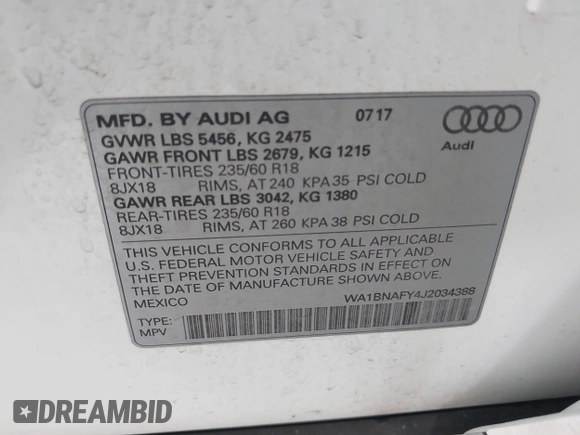 MFD. BY AUDI AG 07 17
GVWR LBS 5456, KG 2475
GAWR FRONT LBS 2679, KG 1215
FRONT-TIRES 235/60 R18
8JX18 RIMS, AT 240 KPA 35 PSI COLD
GAWR REAR LBS 3042, KG 1380
REAR-TIRES 235/60 R18
8JX18 RIMS, AT 260 KPA 38 PSI COLD
Audi
THIS VEHICLE CONFORMS TO ALL APPLICABLE
U.S. FEDERAL MOTOR VEHICLE SAFETY AND
THEFT PREVENTION STANDARDS IN EFFECT ON
THE DATE OF MANUFACTURE SHOWN ABOVE.
MEXICO WA1BNAFY4J2034388
TYPE:
MPV
DREAMBID